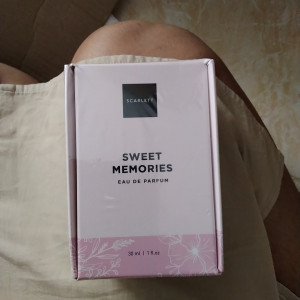 SCARLETT
SWEET
MEMORIES
EAU DE PARFUM
30 ml | 1 fl oz